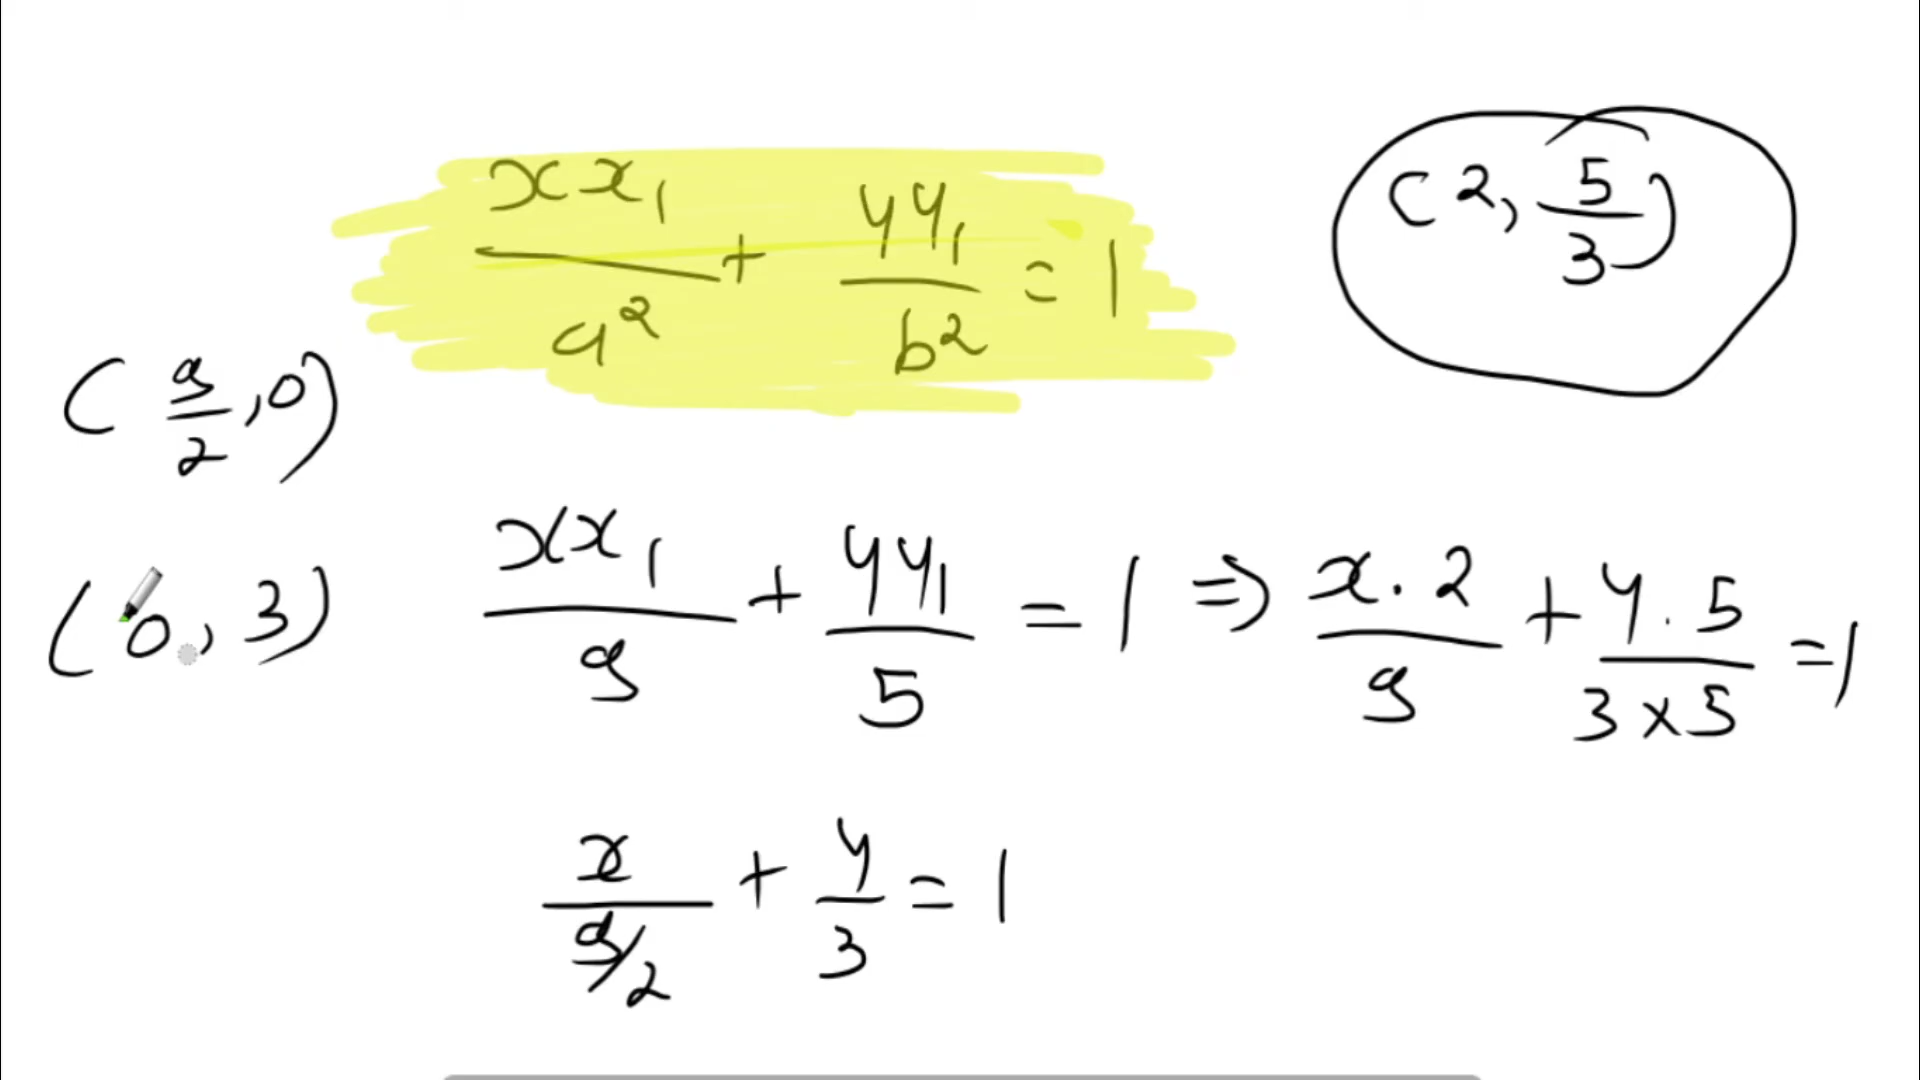 xx₁/a² + yy₁/b² = 1
(2, 5/3)
(9/2, 0)
(0, 3)
xx₁/9 + yy₁/5 = 1 ⇒ x·2/9 + y·5/3×5 = 1
x/9/2 + y/3 = 1